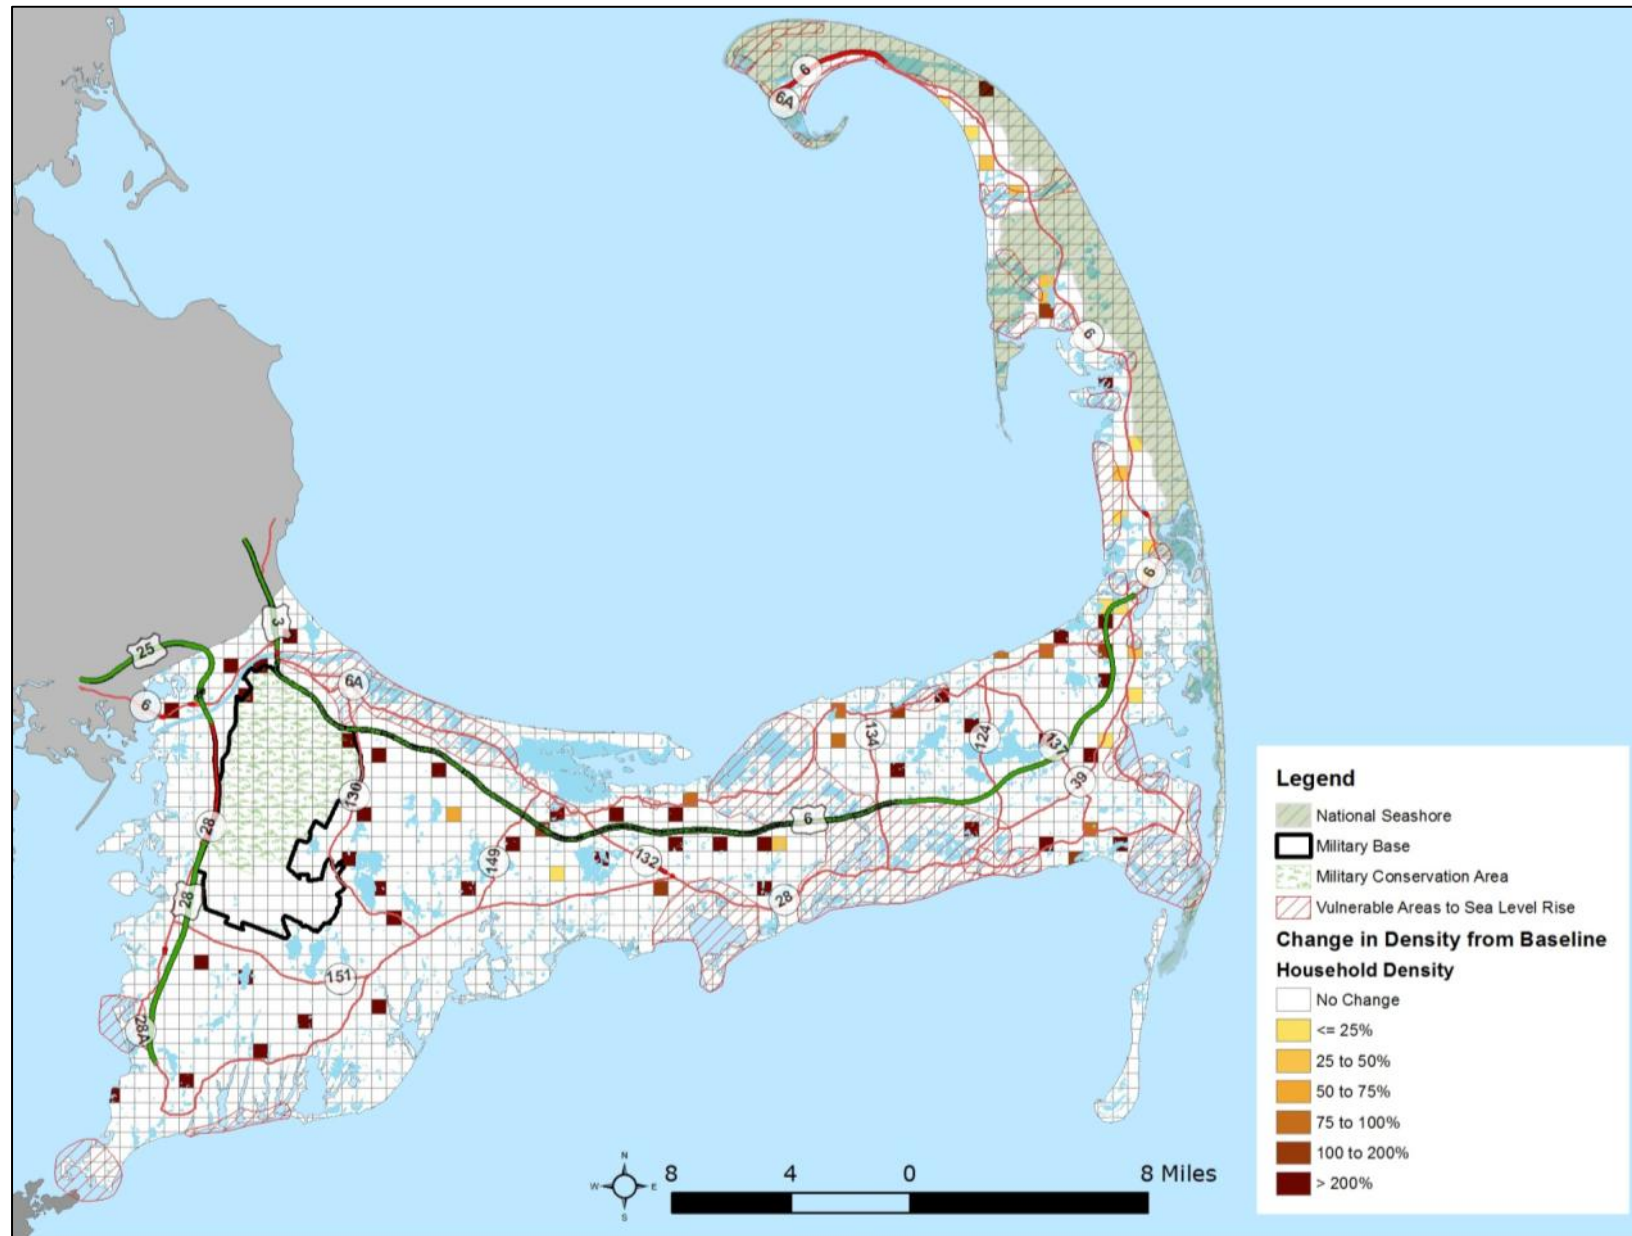 6
6A
6
6
3
25
6A
6
134
124
137
39
130
28
6
149
132
28
28
151
28A
N
W
E
S
8 4 0 8 Miles
Legend
National Seashore
Military Base
Military Conservation Area
Vulnerable Areas to Sea Level Rise
Change in Density from Baseline
Household Density
No Change
<= 25%
25 to 50%
50 to 75%
75 to 100%
100 to 200%
> 200%